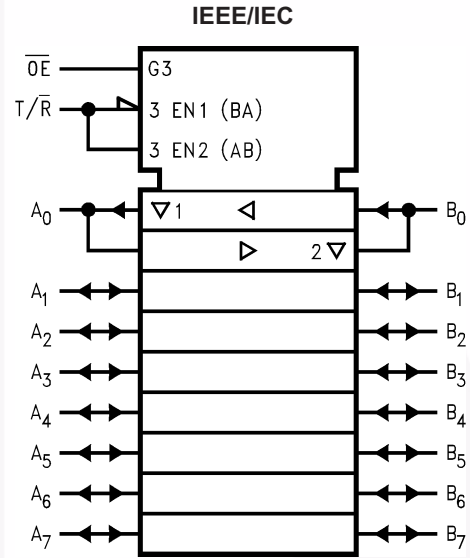 IEEE/IEC
O̅E̅ G3
T/R̅ 3 EN1 (BA)
3 EN2 (AB)
A₀ ▽1 ◁ B₀
▷ 2▽
A₁ B₁
A₂ B₂
A₃ B₃
A₄ B₄
A₅ B₅
A₆ B₆
A₇ B₇